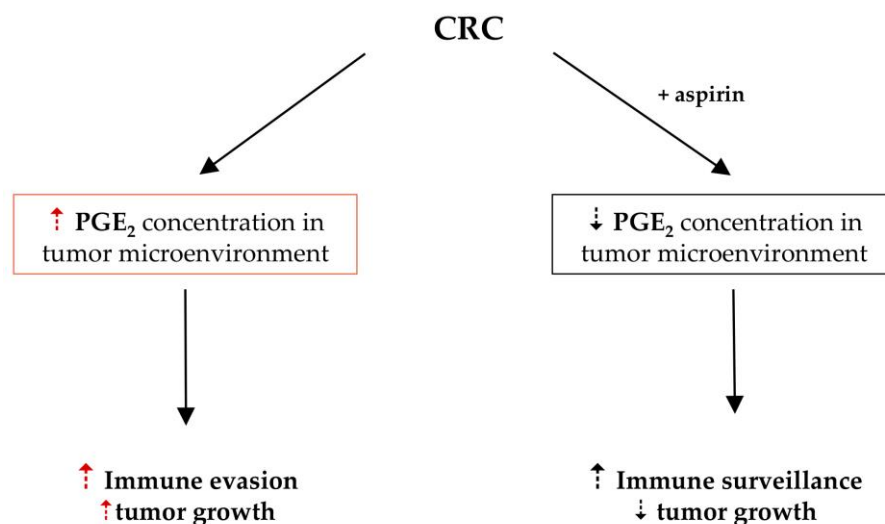 CRC
+ aspirin
⇡ PGE₂ concentration in
tumor microenvironment
⇣ PGE₂ concentration in
tumor microenvironment
⇡ Immune evasion
⇡ tumor growth
⇡ Immune surveillance
⇣ tumor growth